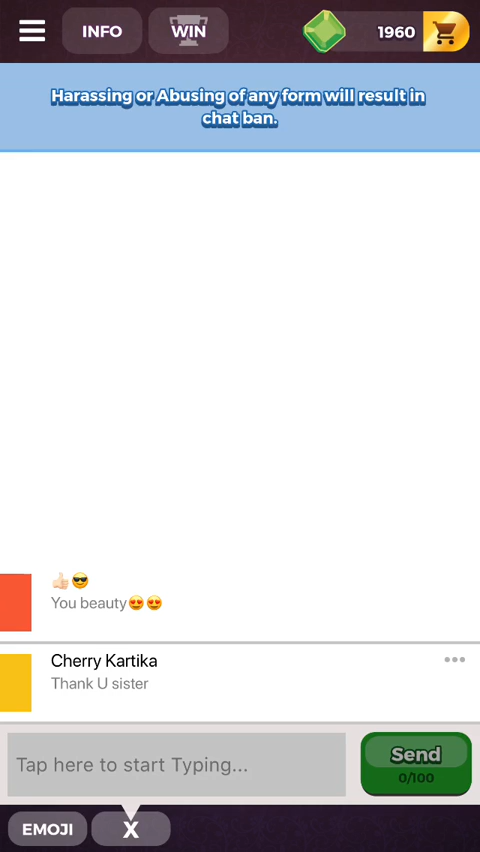 INFO
WIN
1960
Harassing or Abusing of any form will result in
chat ban.
👍🏻😎
You beauty😍😍
Cherry Kartika
Thank U sister
Tap here to start Typing...
Send
0/100
EMOJI
X